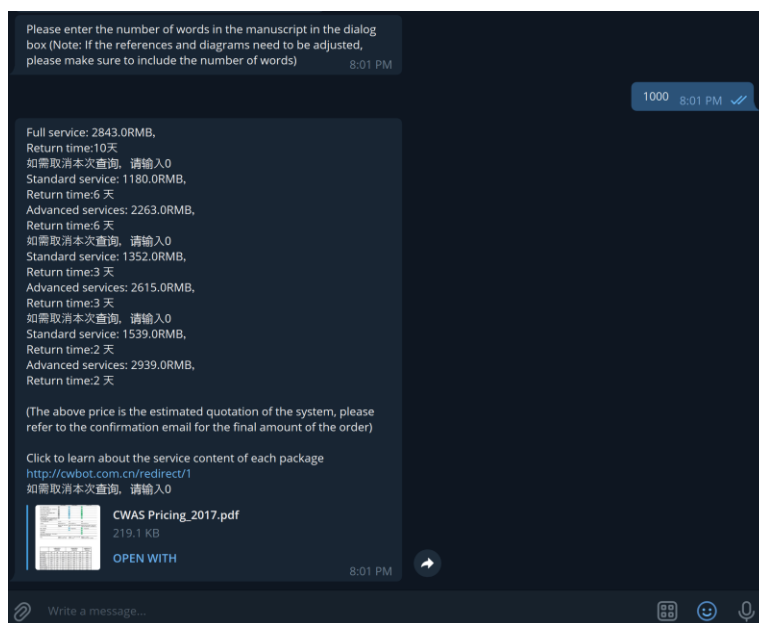 Please enter the number of words in the manuscript in the dialog
box (Note: If the references and diagrams need to be adjusted,
please make sure to include the number of words)
8:01 PM
1000 8:01 PM
Full service: 2843.0RMB,
Return time:10天
如需取消本次查询，请输入0
Standard service: 1180.0RMB,
Return time:6 天
Advanced services: 2263.0RMB,
Return time:6 天
如需取消本次查询，请输入0
Standard service: 1352.0RMB,
Return time:3 天
Advanced services: 2615.0RMB,
Return time:3 天
如需取消本次查询，请输入0
Standard service: 1539.0RMB,
Return time:2 天
Advanced services: 2939.0RMB,
Return time:2 天
(The above price is the estimated quotation of the system, please
refer to the confirmation email for the final amount of the order)
Click to learn about the service content of each package
http://cwbot.com.cn/redirect/1
如需取消本次查询，请输入0
CWAS Pricing_2017.pdf
219.1 KB
OPEN WITH
8:01 PM
Write a message...